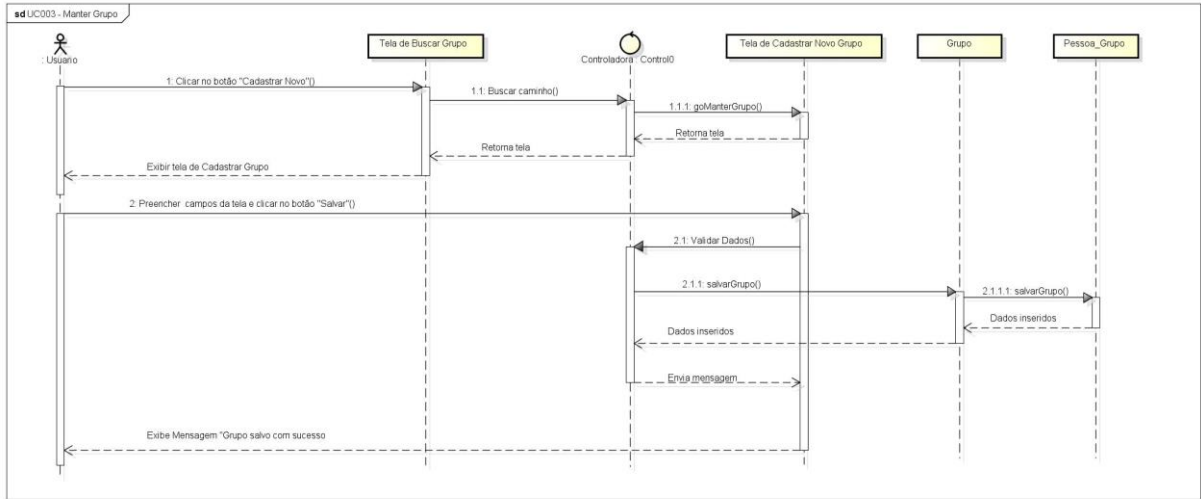 sd UC003 - Manter Grupo
: Usuario
Tela de Buscar Grupo
Controladora : Control0
Tela de Cadastrar Novo Grupo
Grupo
Pessoa_Grupo
1: Clicar no botão "Cadastrar Novo"()
1.1: Buscar caminho()
1.1.1: goManterGrupo()
Retorna tela
Retorna tela
Exibir tela de Cadastrar Grupo
2: Preencher campos da tela e clicar no botão "Salvar"()
2.1: Validar Dados()
2.1.1: salvarGrupo()
2.1.1.1: salvarGrupo()
Dados inseridos
Dados inseridos
Envia mensagem
Exibe Mensagem "Grupo salvo com sucesso